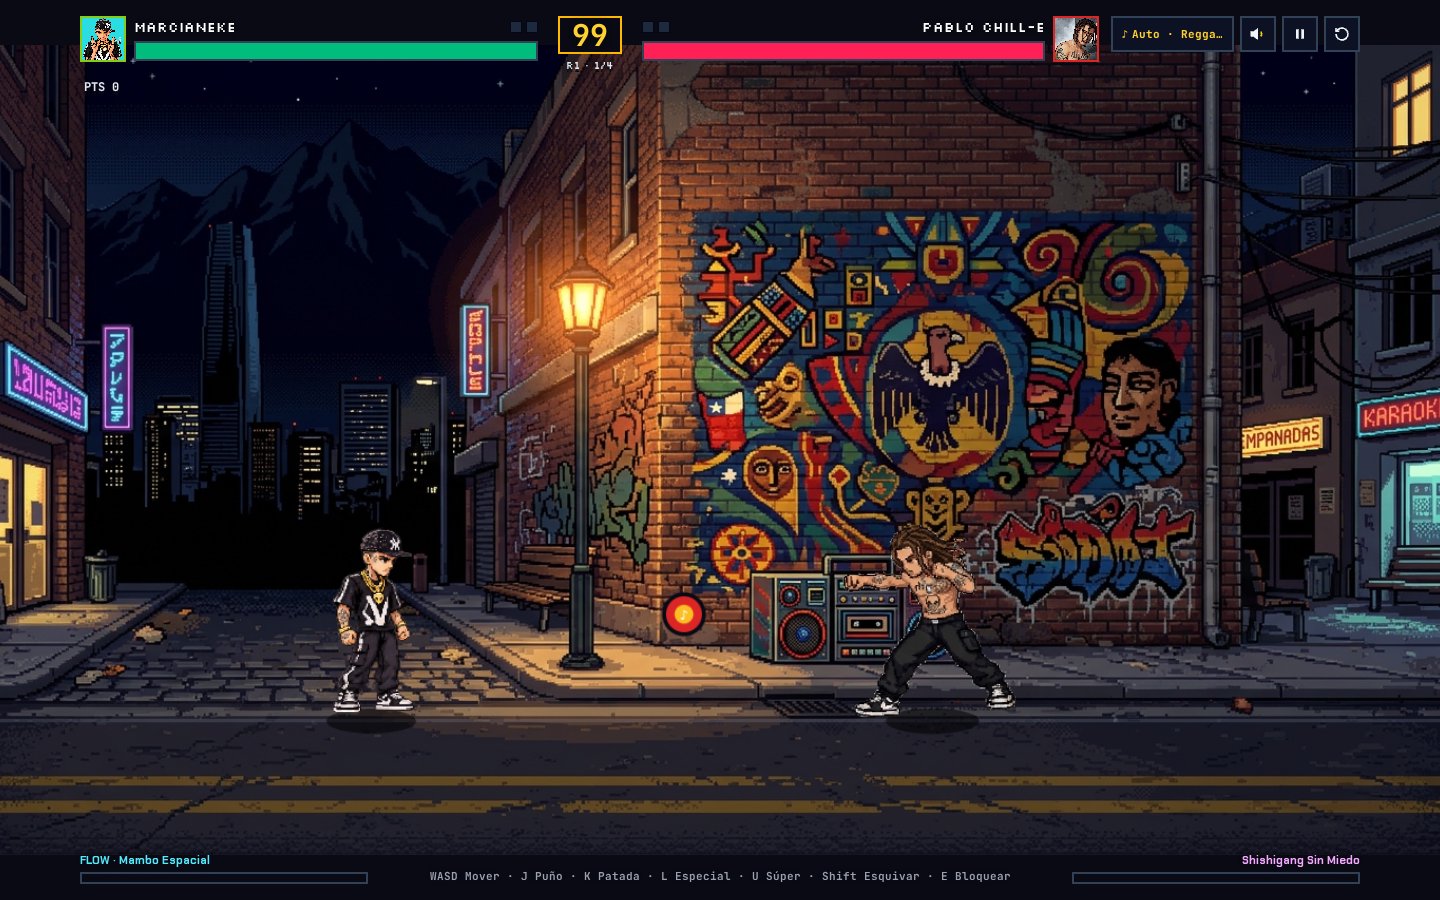 MARCIANEKE
99
PABLO CHILL-E
♪ Auto · Regga…
R1 · 1/4
PTS 0
EMPANADAS
KARAOK
FLOW · Mambo Espacial
Shishigang Sin Miedo
WASD Mover · J Puño · K Patada · L Especial · U Súper · Shift Esquivar · E Bloquear